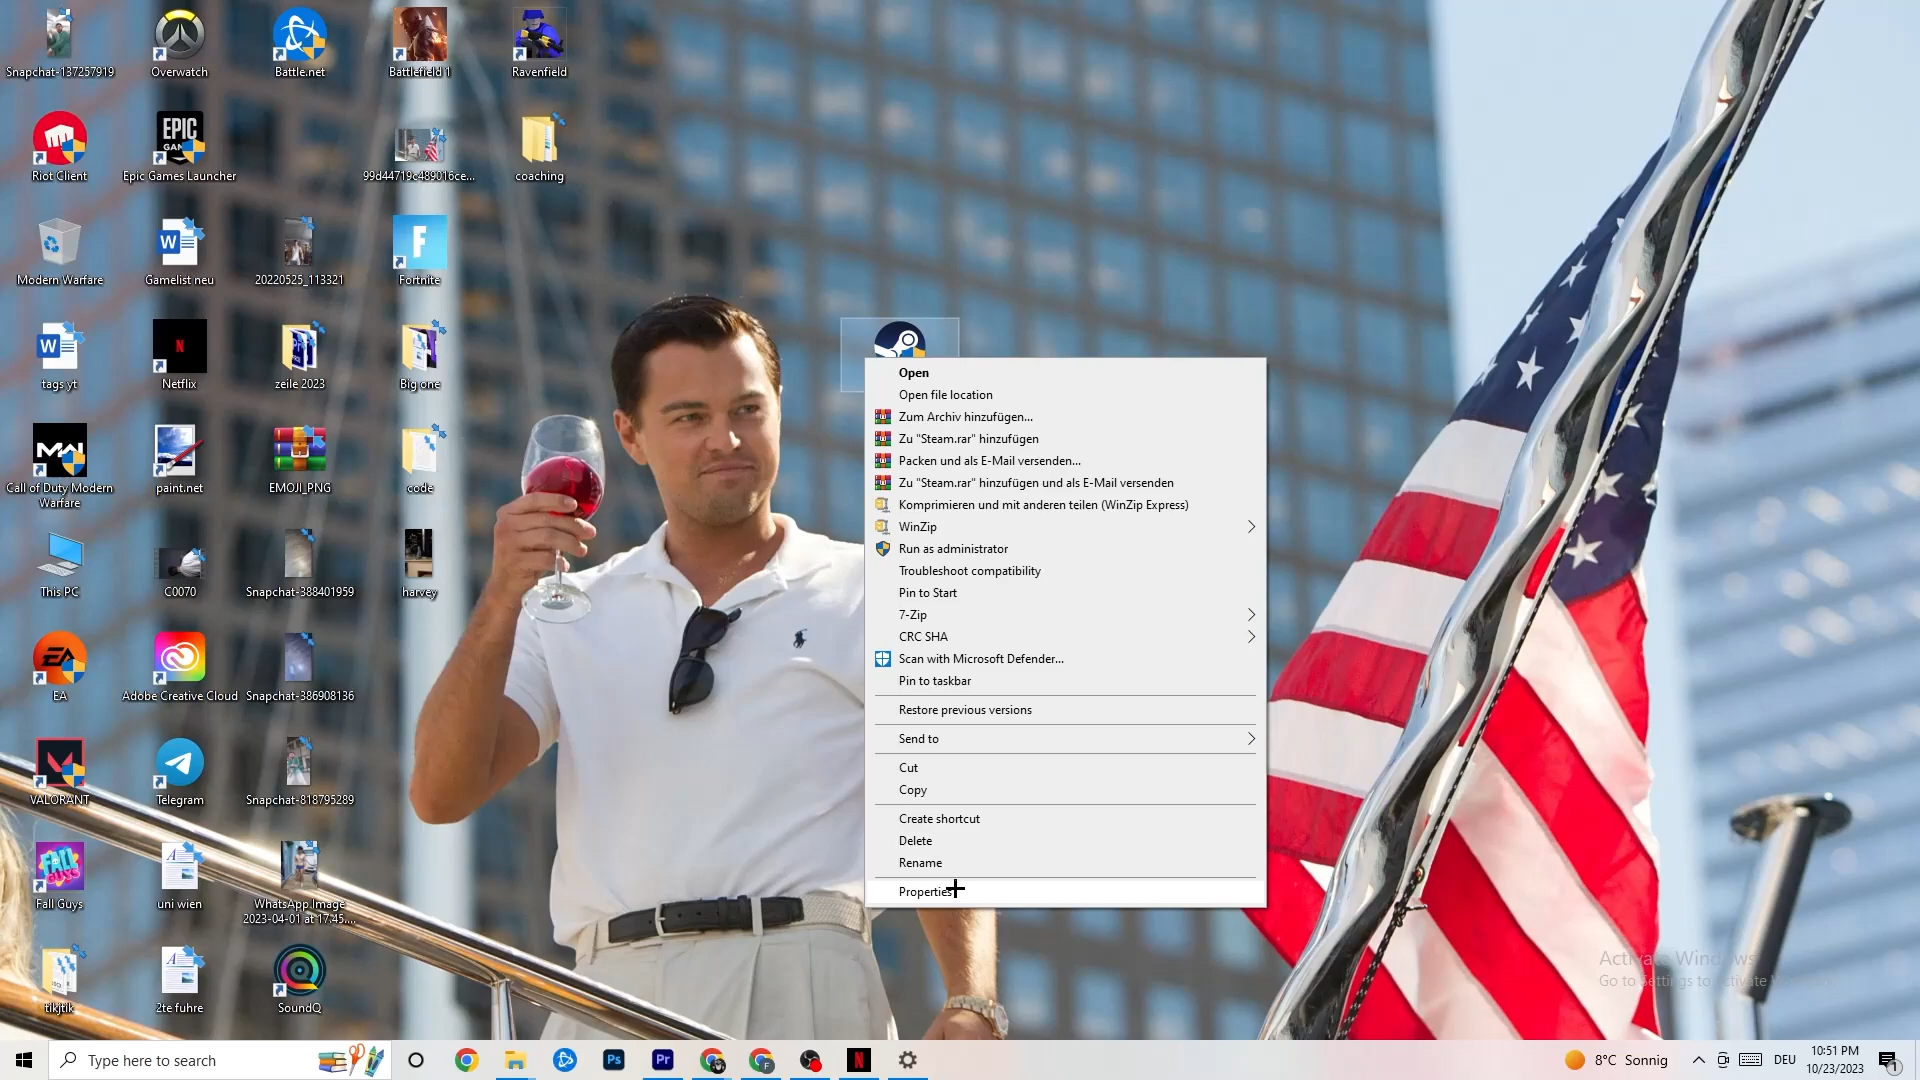 Snapchat-137257919
Overwatch
Battle.net
Battlefield 1
Ravenfield
Riot Client
EPIC
GAMES
Epic Games Launcher
99d44719c489016ce...
coaching
Modern Warfare
Gamelist neu
20220525_113321
Fortnite
tags yt
Netflix
zeile 2023
Big one
Call of Duty Modern
Warfare
paint.net
EMOJI_PNG
code
This PC
C0070
Snapchat-388401959
harvey
EA
Adobe Creative Cloud
Snapchat-386908136
VALORANT
Telegram
Snapchat-818795289
Fall Guys
uni wien
WhatsApp Image
2023-04-01 at 17.45....
tikjtik
2te fuhre
SoundQ
Open
Open file location
Zum Archiv hinzufügen...
Zu "Steam.rar" hinzufügen
Packen und als E-Mail versenden...
Zu "Steam.rar" hinzufügen und als E-Mail versenden
Komprimieren und mit anderen teilen (WinZip Express)
WinZip
Run as administrator
Troubleshoot compatibility
Pin to Start
7-Zip
CRC SHA
Scan with Microsoft Defender...
Pin to taskbar
Restore previous versions
Send to
Cut
Copy
Create shortcut
Delete
Rename
Properties
Activate Windows
Go to Settings to activate
Type here to search
8°C Sonnig
DEU
10:51 PM
10/23/2023